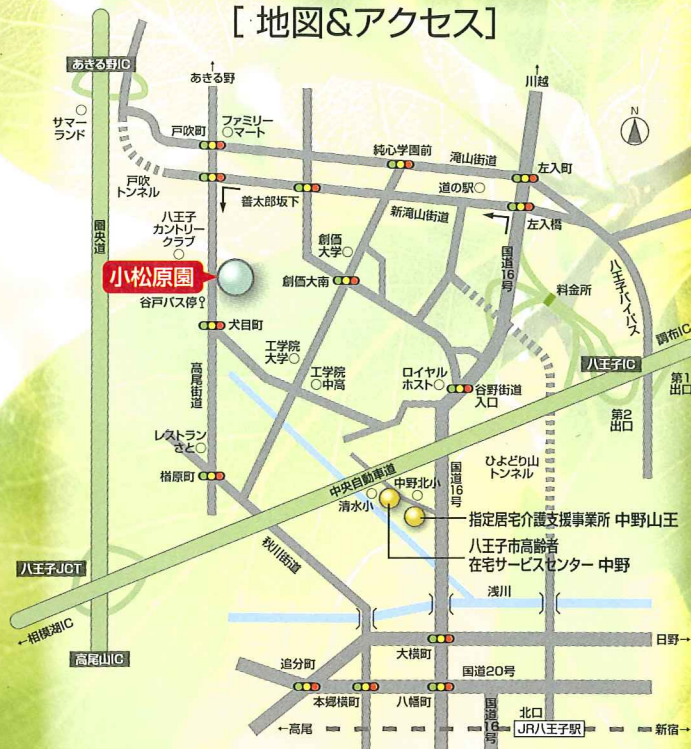 [ 地図&アクセス]
あきる野IC
↑
あきる野
↑
川越
N
サマー
ランド
戸吹町
ファミリー
マート
純心学園前
滝山街道
左入町
戸吹
トンネル
善太郎坂下
道の駅
新滝山街道
左入橋
圏央道
八王子
カントリー
クラブ
創価
大学
国道16号
八王子バイパス
小松原園
創価大南
料金所
谷戸バス停
調布IC
犬目町
八王子IC
第1
出口
工学院
大学
工学院
中高
ロイヤル
ホスト
谷野街道
入口
高尾街道
第2
出口
レストラン
さと
楢原町
中央自動車道
国道16号
ひよどり山
トンネル
清水小
中野北小
指定居宅介護支援事業所 中野山王
八王子市高齢者
在宅サービスセンター 中野
秋川街道
八王子JCT
浅川
←相模湖IC
高尾山IC
大横町
日野→
追分町
国道20号
本郷横町
八幡町
国道16号
北口
←高尾
JR八王子駅
新宿→